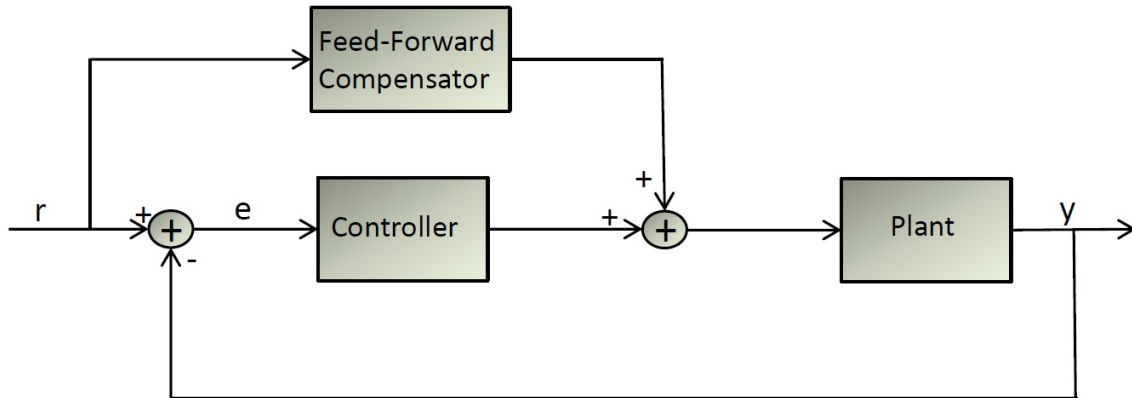 Feed-Forward
Compensator
r
+
+
-
e
Controller
+
+
+
Plant
y